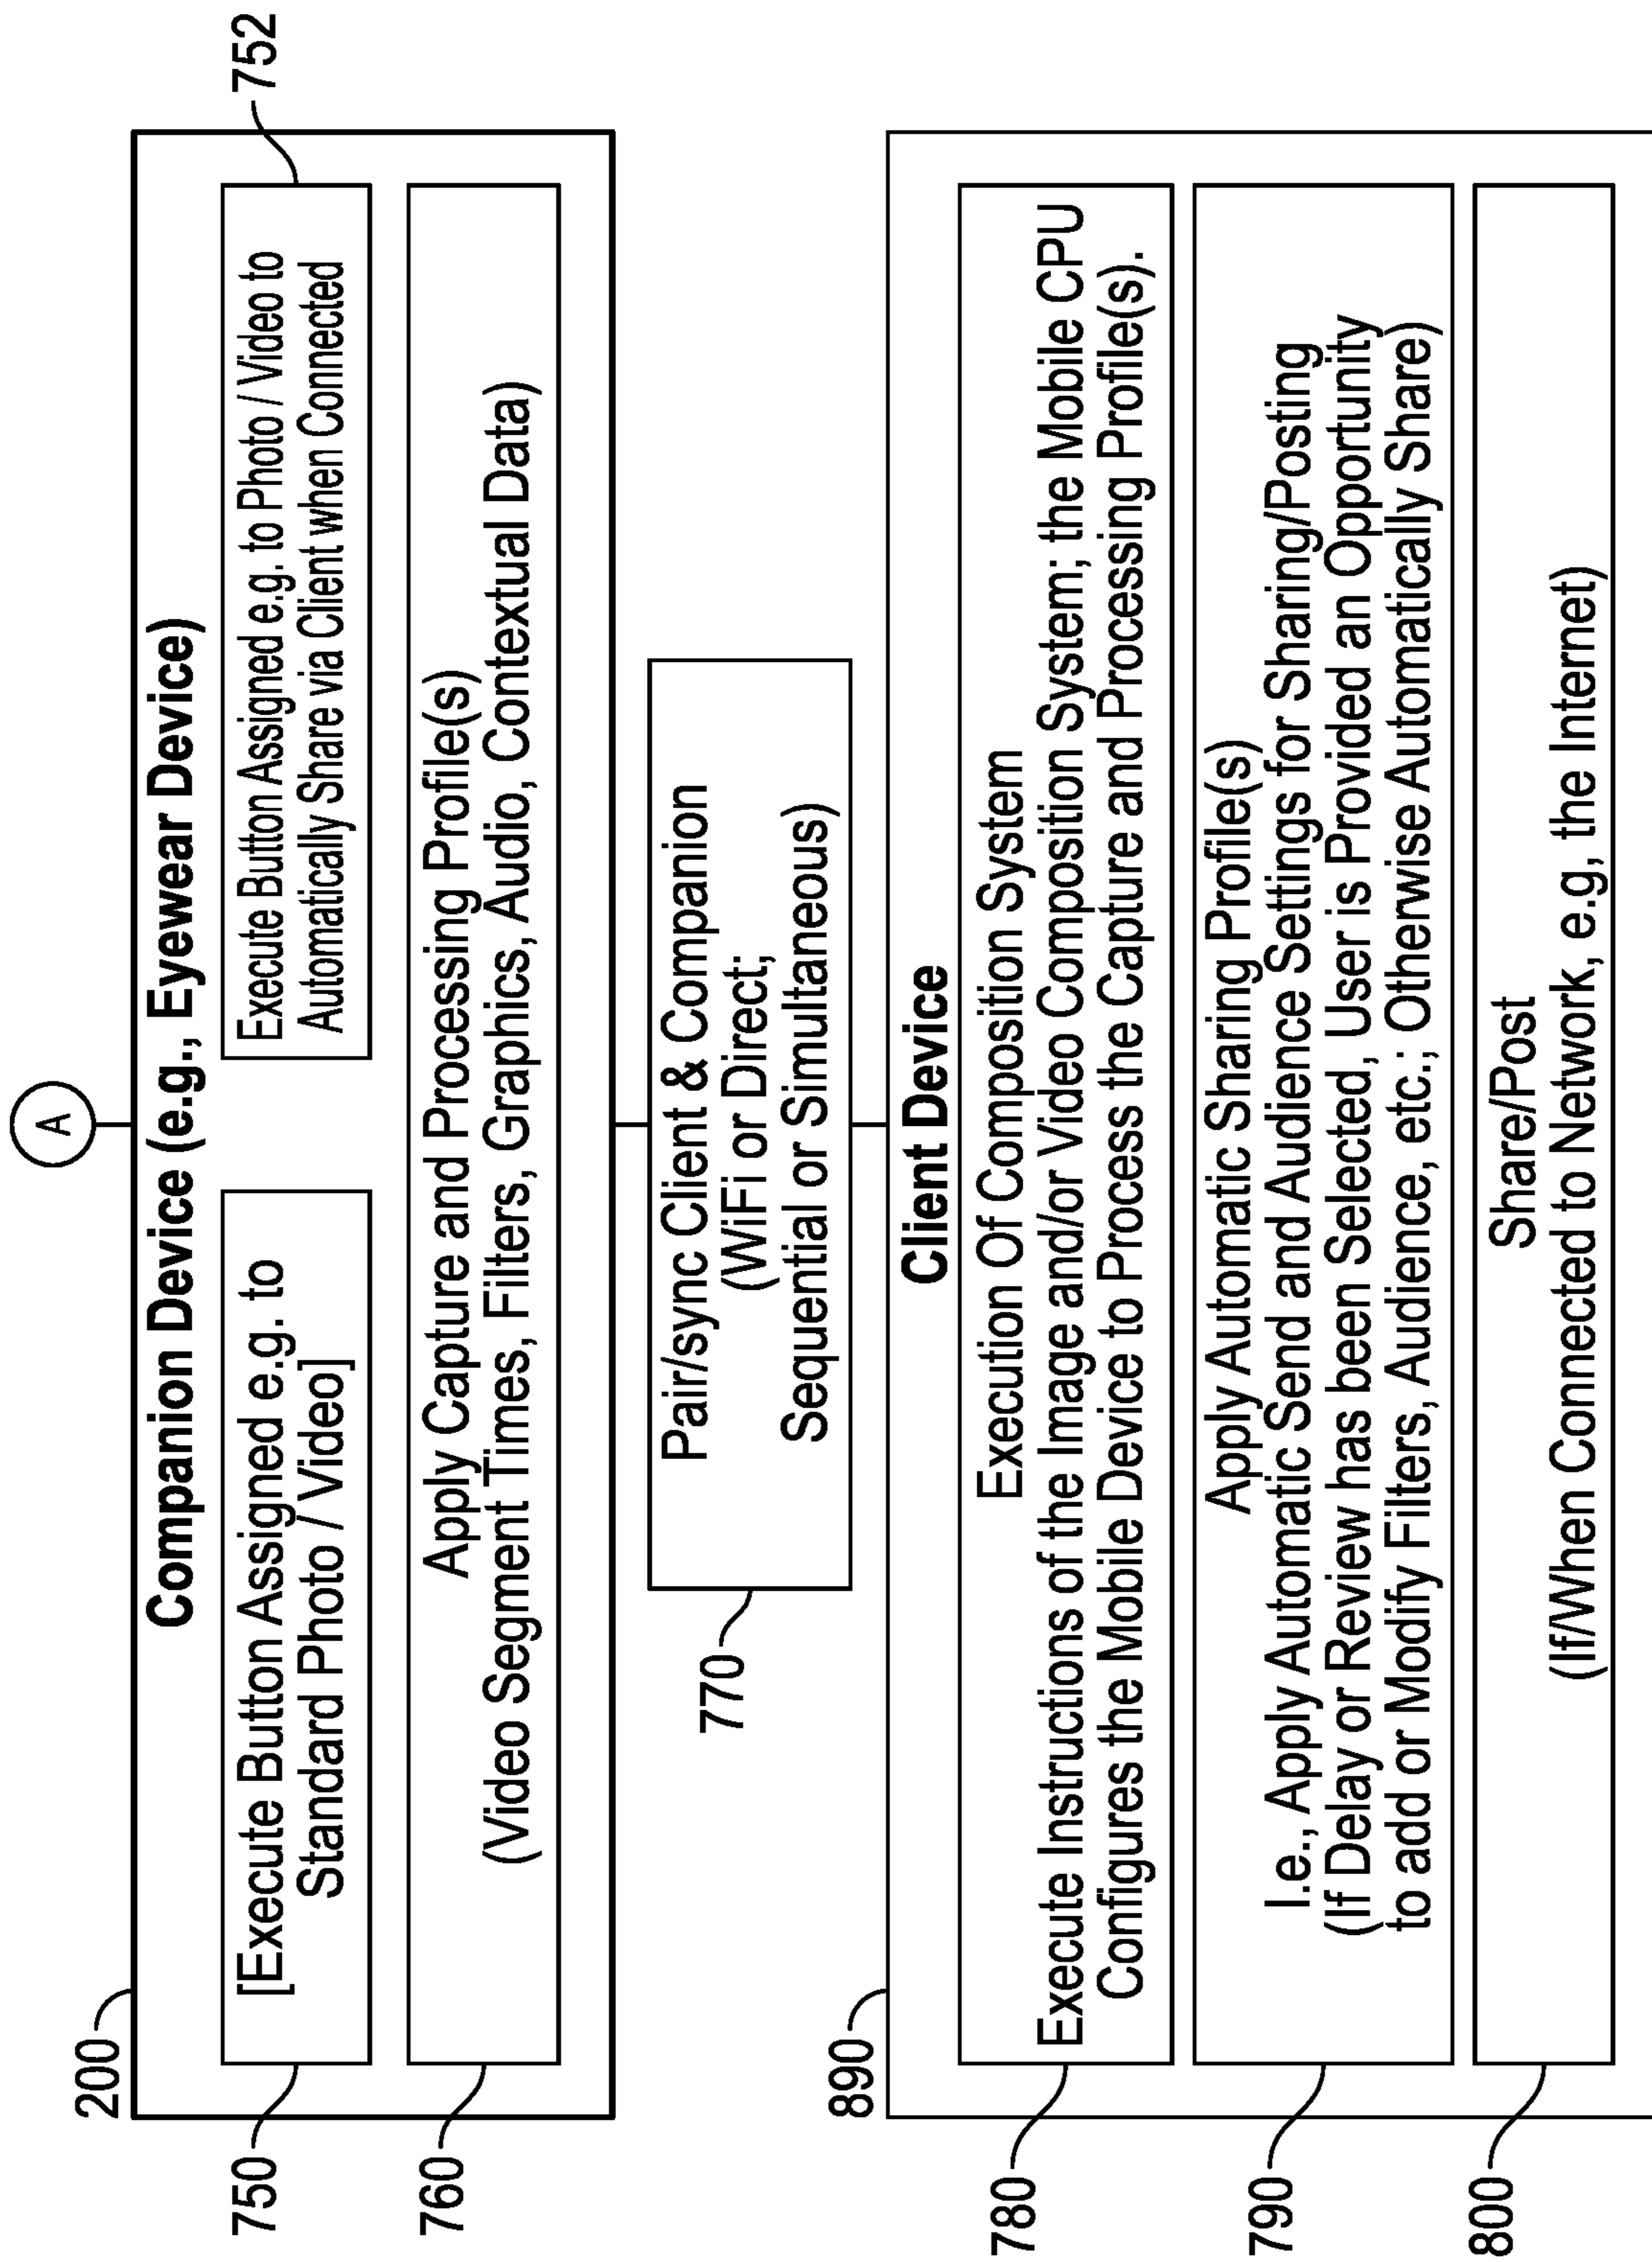 A
200
Companion Device (e.g., Eyewear Device)
750
[Execute Button Assigned e.g. to
Standard Photo / Video]
752
Execute Button Assigned e.g. to Photo / Video to
Automatically Share via Client when Connected
760
Apply Capture and Processing Profile(s)
(Video Segment Times, Filters, Graphics, Audio, Contextual Data)
770
Pair/sync Client & Companion
(WiFi or Direct;
Sequential or Simultaneous)
890
Client Device
780
Execution Of Composition System
Execute Instructions of the Image and/or Video Composition System; the Mobile CPU
Configures the Mobile Device to Process the Capture and Processing Profile(s).
790
Apply Automatic Sharing Profile(s)
I.e., Apply Automatic Send and Audience Settings for Sharing/Posting
(If Delay or Review has been Selected, User is Provided an Opportunity
to add or Modify Filters, Audience, etc.; Otherwise Automatically Share)
800
Share/Post
(If/When Connected to Network, e.g, the Internet)